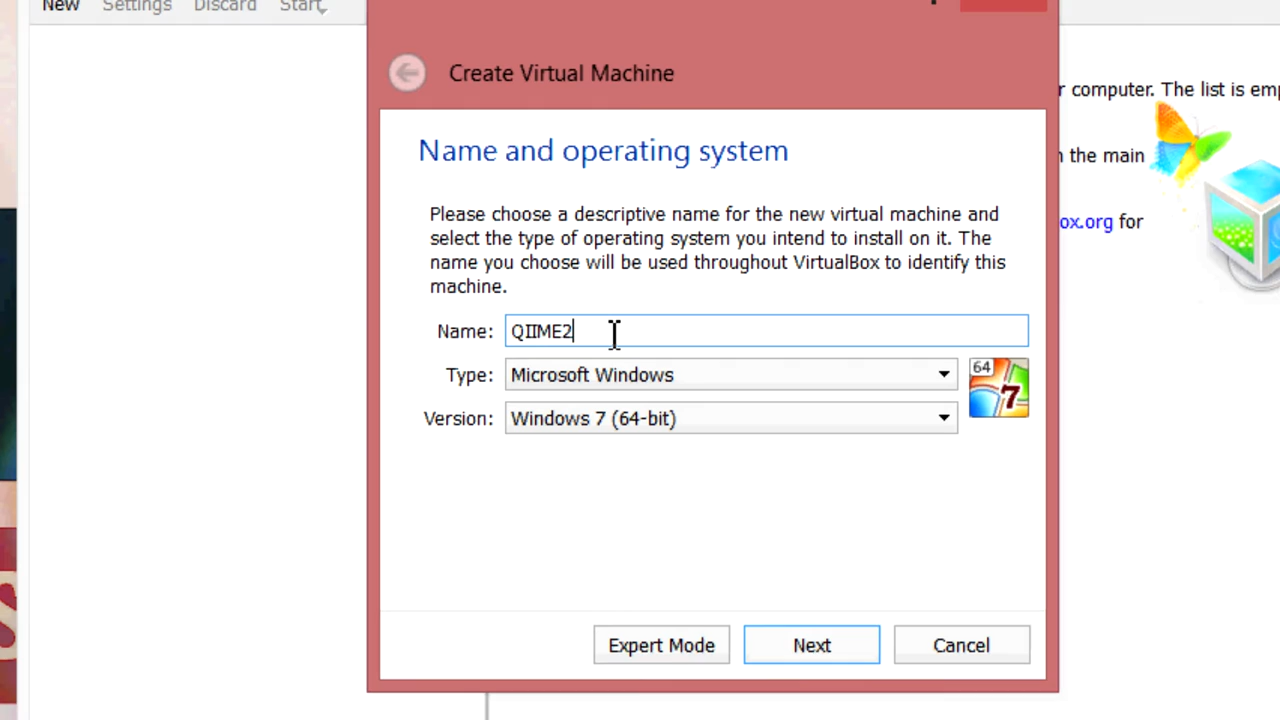 New Settings Discard Start
Create Virtual Machine
r computer. The list is emp
Name and operating system
n the main
Please choose a descriptive name for the new virtual machine and
select the type of operating system you intend to install on it. The
name you choose will be used throughout VirtualBox to identify this
machine.
ox.org for
Name: QIIME2
Type: Microsoft Windows
64
7
Version: Windows 7 (64-bit)
Expert Mode Next Cancel
S